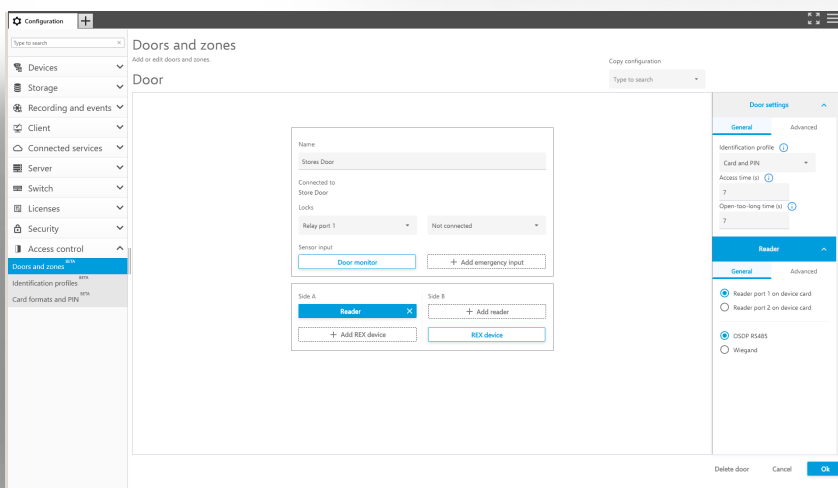 Configuration
Type to search
Devices
Storage
Recording and events
Client
Connected services
Server
Switch
Licenses
Security
Access control
Doors and zones BETA
Identification profiles BETA
Card formats and PIN BETA
Doors and zones
Add or edit doors and zones.
Door
Copy configuration
Type to search
Name
Stores Door
Connected to
Store Door
Locks
Relay port 1 Not connected
Sensor input
Door monitor + Add emergency input
Side A Side B
Reader × + Add reader
+ Add REX device REX device
Door settings
General Advanced
Identification profile
Card and PIN
Access time (s)
7
Open-too-long time (s)
7
Reader
General Advanced
Reader port 1 on device card
Reader port 2 on device card
OSDP RS485
Wiegand
Delete door Cancel Ok